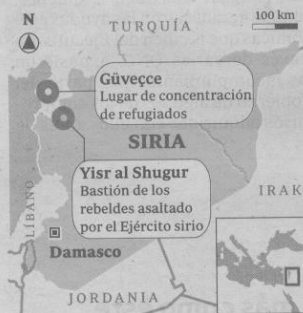 N
100 km
TURQUÍA
Güveçce
Lugar de concentración
de refugiados
SIRIA
Yisr al Shugur
Bastión de los
rebeldes asaltado
por el Ejército sirio
IRAK
LÍBANO
Damasco
JORDANIA